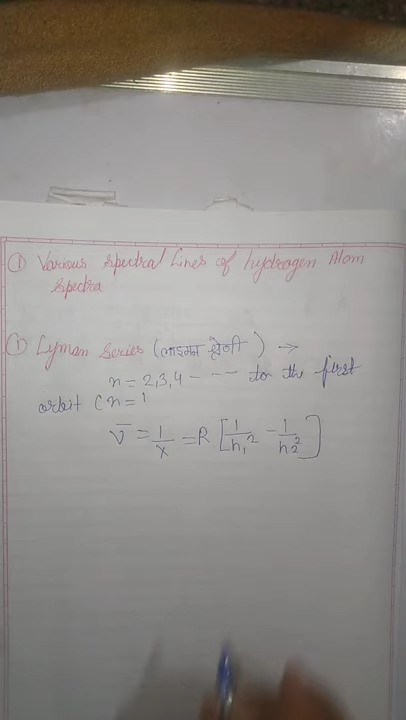 ① Various Spectral Lines of hydrogen Atom
Spectra
① Lyman Series (लाइमन श्रेणी) →
n = 2,3,4 - - - - to the first
orbit (n = 1
ν̅ = 1/λ = R [1/n₁² - 1/n₂²]